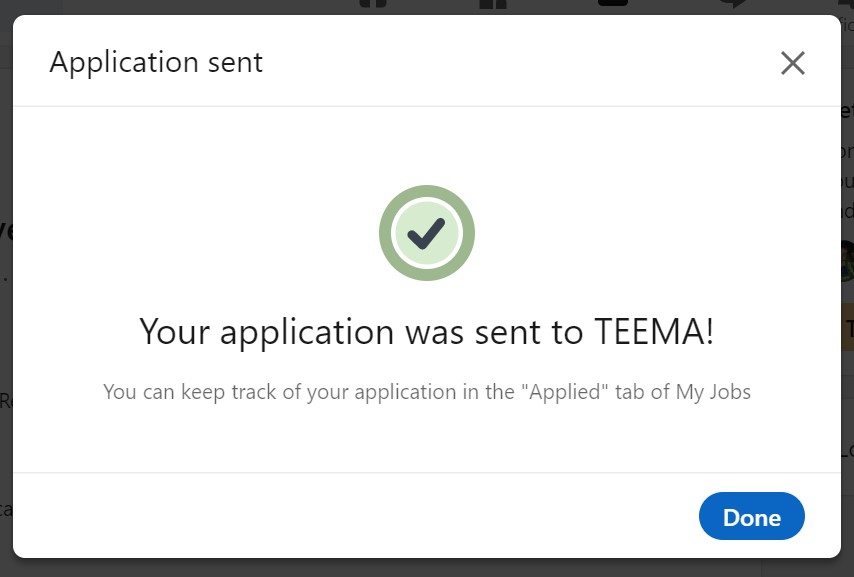 Application sent
Your application was sent to TEEMA!
You can keep track of your application in the "Applied" tab of My Jobs
Done